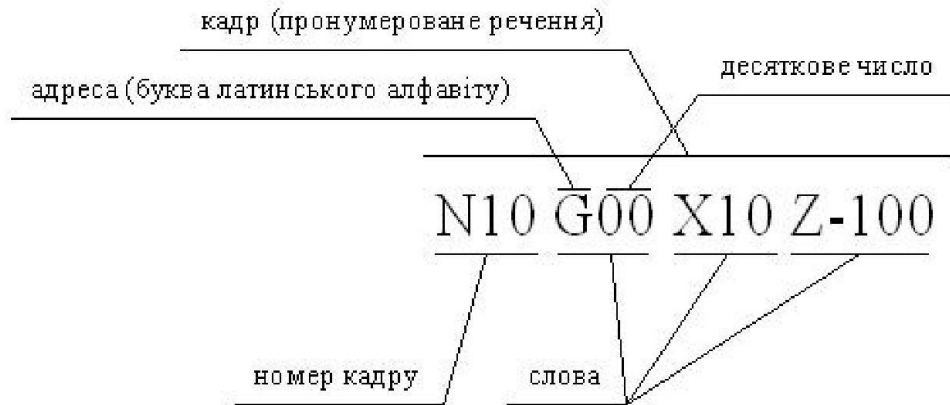 кадр (пронумероване речення)
десяткове число
адреса (буква латинського алфавіту)
N10 G00 X10 Z-100
номер кадру
слова